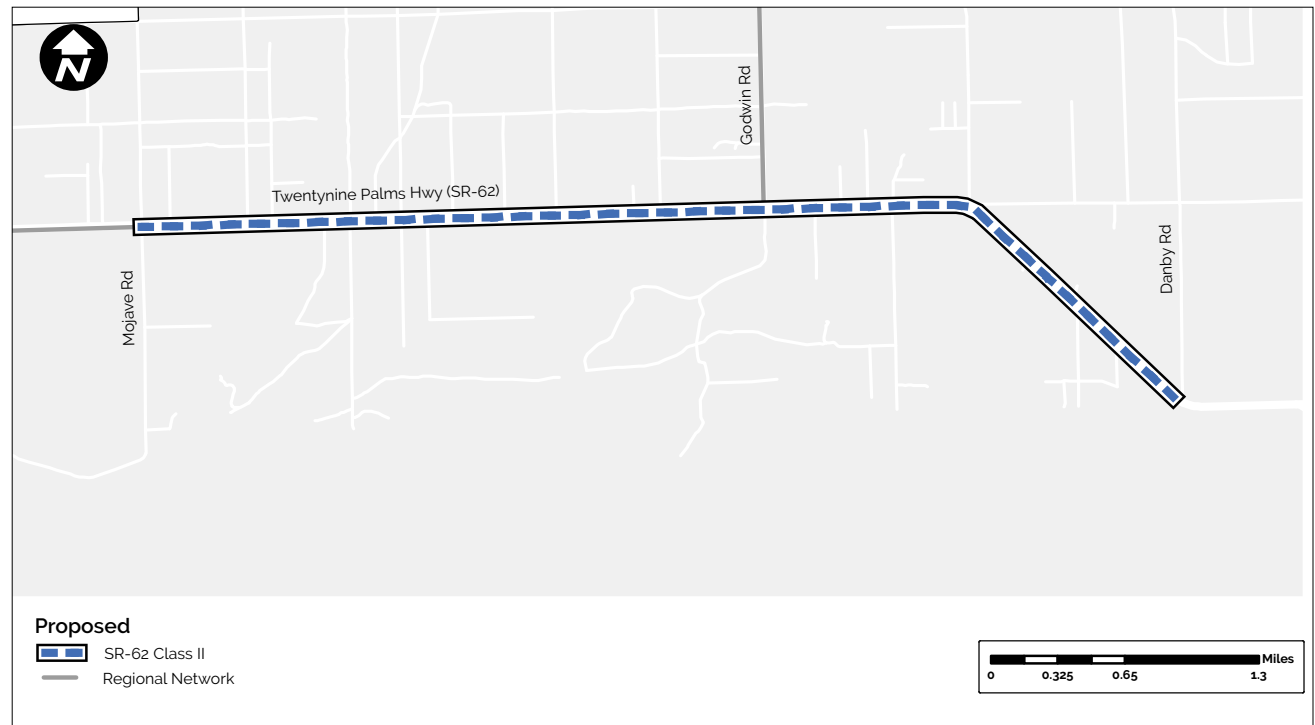 N
Godwin Rd
Twentynine Palms Hwy (SR-62)
Mojave Rd
Danby Rd
Proposed
SR-62 Class II
Regional Network
Miles
0 0.325 0.65 1.3